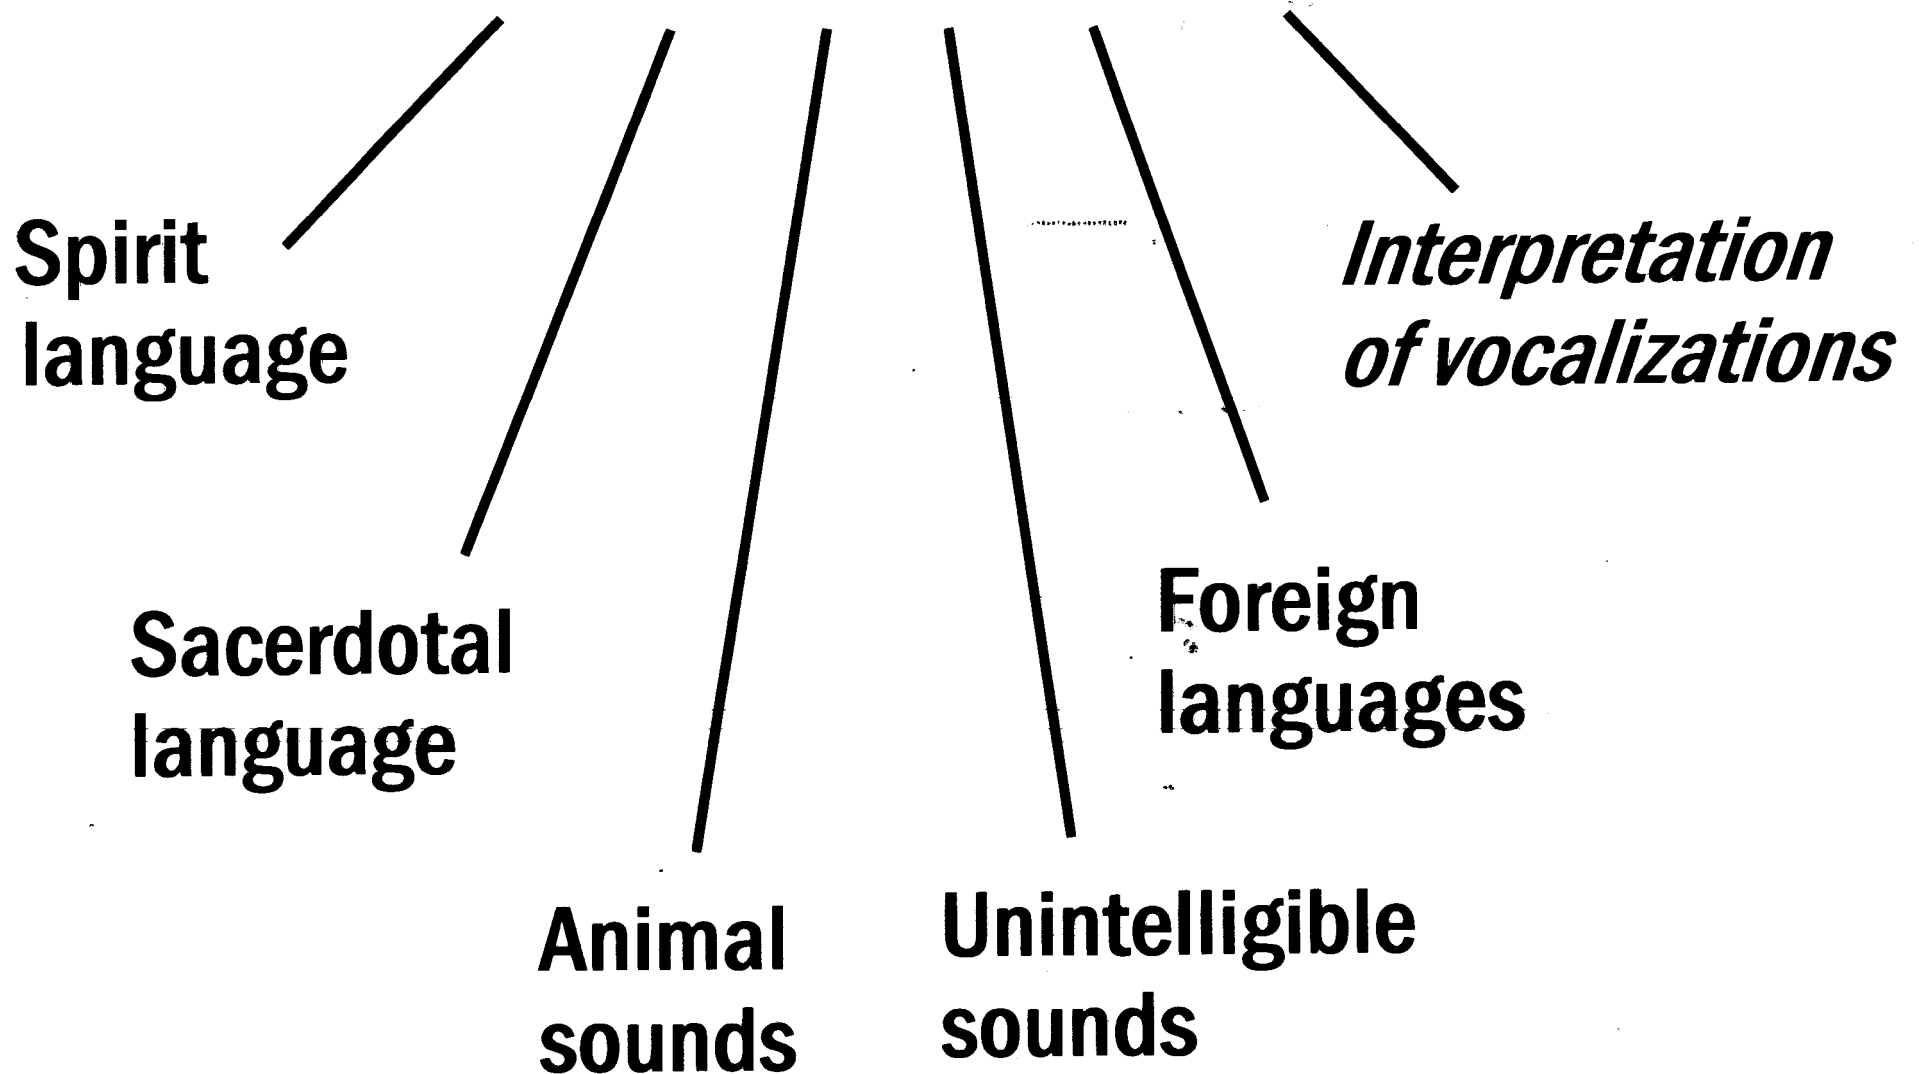 Spirit
language
Interpretation
of vocalizations
Sacerdotal
language
Foreign
languages
Animal
sounds
Unintelligible
sounds